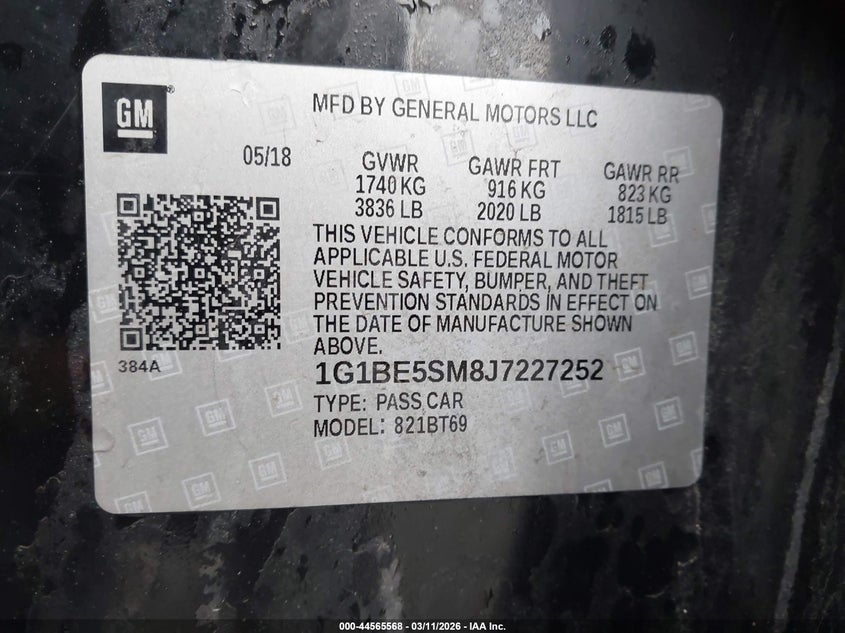 GM
MFD BY GENERAL MOTORS LLC
05/18
GVWR
1740 KG
3836 LB
GAWR FRT
916 KG
2020 LB
GAWR RR
823 KG
1815 LB
THIS VEHICLE CONFORMS TO ALL
APPLICABLE U.S. FEDERAL MOTOR
VEHICLE SAFETY, BUMPER, AND THEFT
PREVENTION STANDARDS IN EFFECT ON
THE DATE OF MANUFACTURE SHOWN
ABOVE.
384A
1G1BE5SM8J7227252
TYPE: PASS CAR
MODEL: 821BT69
000-44565568 - 03/11/2026 - IAA Inc.